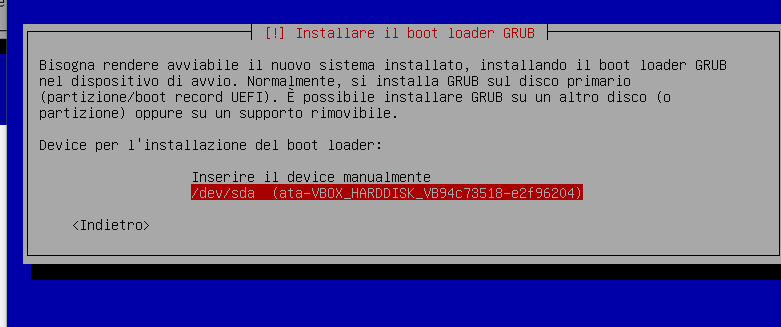 [!] Installare il boot loader GRUB
Bisogna rendere avviabile il nuovo sistema installato, installando il boot loader GRUB
nel dispositivo di avvio. Normalmente, si installa GRUB sul disco primario
(partizione/boot record UEFI). È possibile installare GRUB su un altro disco (o
partizione) oppure su un supporto rimovibile.
Device per l'installazione del boot loader:
Inserire il device manualmente
/dev/sda (ata-VBOX_HARDDISK_VB94c73518-e2f96204)
<Indietro>